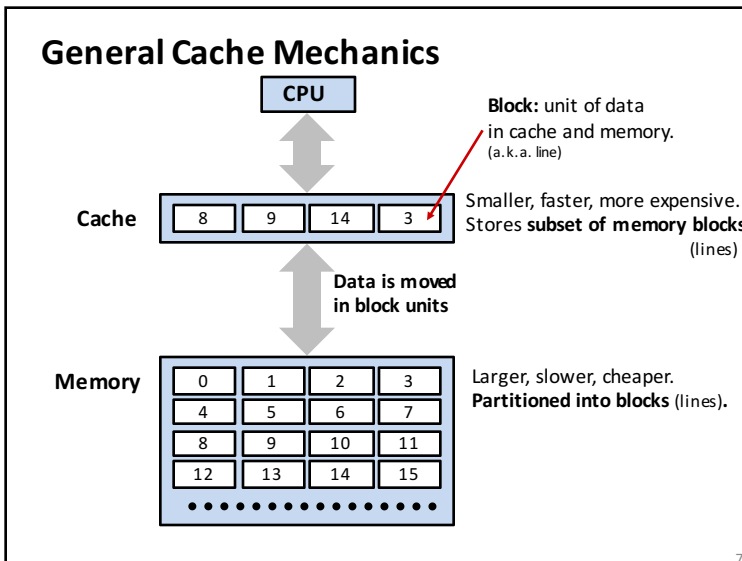 General Cache Mechanics
CPU
Block: unit of data
in cache and memory.
(a.k.a. line)
Cache
8 9 14 3
Smaller, faster, more expensive.
Stores subset of memory blocks
(lines)
Data is moved
in block units
Memory
0 1 2 3
4 5 6 7
8 9 10 11
12 13 14 15
Larger, slower, cheaper.
Partitioned into blocks (lines).
7